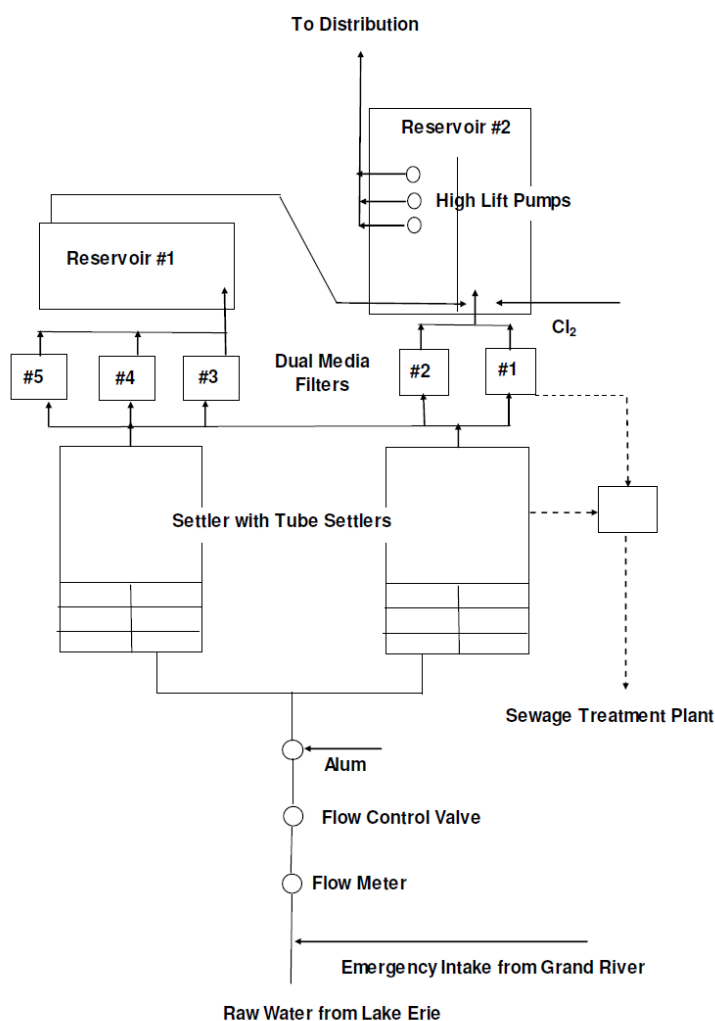 To Distribution
Reservoir #2
High Lift Pumps
Reservoir #1
Cl₂
Dual Media
Filters
#5
#4
#3
#2
#1
Settler with Tube Settlers
Sewage Treatment Plant
Alum
Flow Control Valve
Flow Meter
Emergency Intake from Grand River
Raw Water from Lake Erie